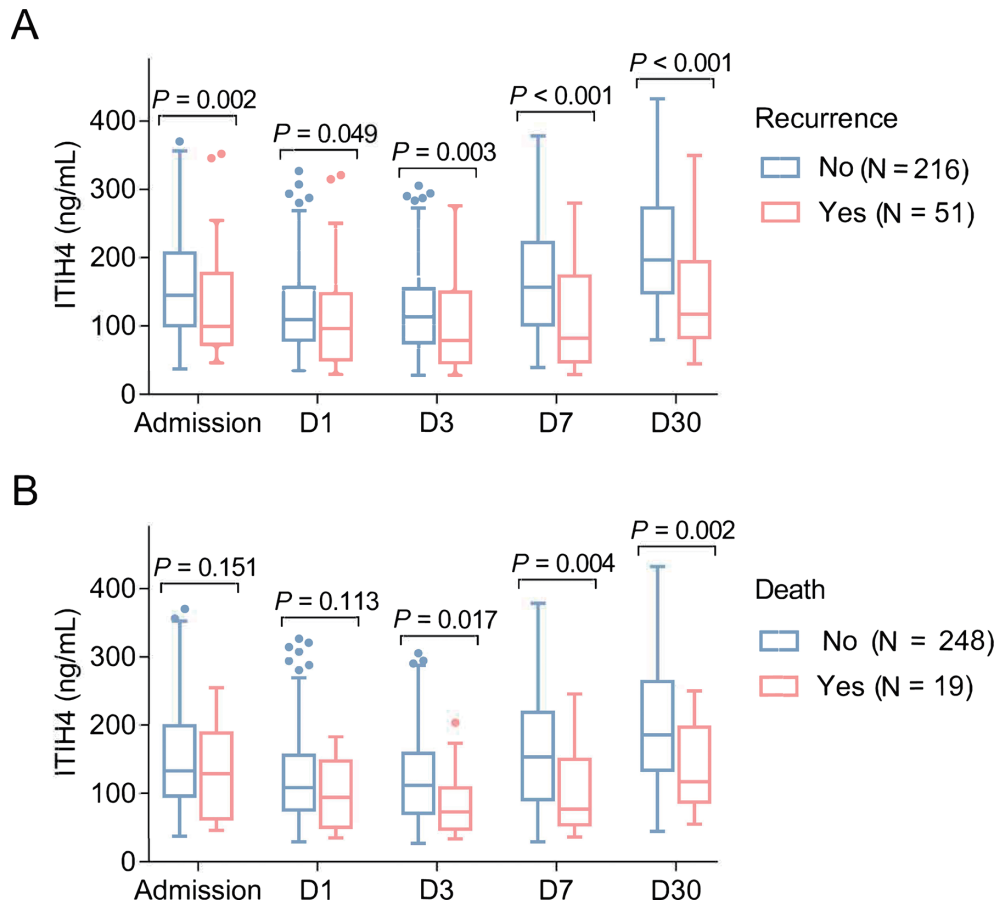 A
P = 0.002
P = 0.049
P = 0.003
P < 0.001
P < 0.001
ITIH4 (ng/mL)
400
300
200
100
0
Admission
D1
D3
D7
D30
Recurrence
No (N = 216)
Yes (N = 51)
B
P = 0.151
P = 0.113
P = 0.017
P = 0.004
P = 0.002
ITIH4 (ng/mL)
400
300
200
100
0
Admission
D1
D3
D7
D30
Death
No (N = 248)
Yes (N = 19)